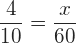 4/10 = x/60